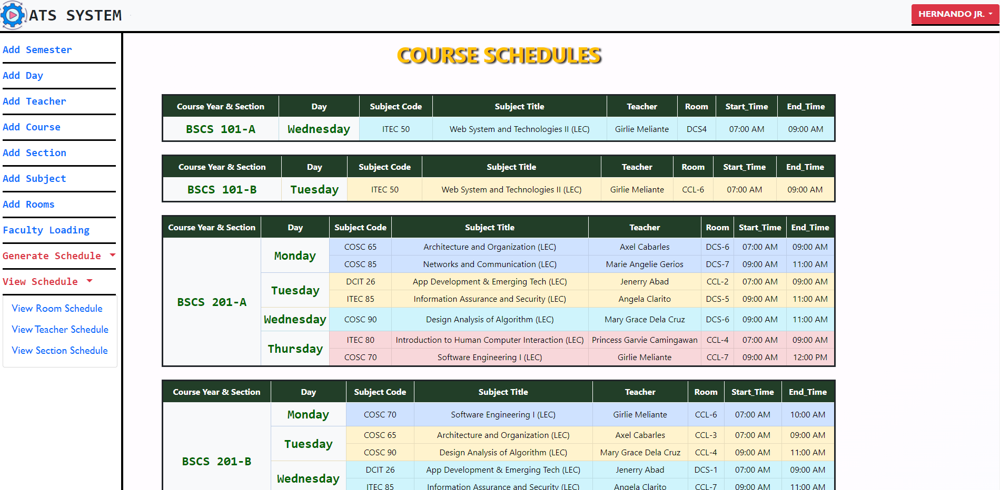 ATS SYSTEM
HERNANDO JR.
Add Semester
Add Day
Add Teacher
Add Course
Add Section
Add Subject
Add Rooms
Faculty Loading
Generate Schedule
View Schedule
View Room Schedule
View Teacher Schedule
View Section Schedule
COURSE SCHEDULES
Course Year & Section Day Subject Code Subject Title Teacher Room Start_Time End_Time
BSCS 101-A Wednesday ITEC 50 Web System and Technologies II (LEC) Girlie Meliante DCS4 07:00 AM 09:00 AM
Course Year & Section Day Subject Code Subject Title Teacher Room Start_Time End_Time
BSCS 101-B Tuesday ITEC 50 Web System and Technologies II (LEC) Girlie Meliante CCL-6 07:00 AM 09:00 AM
Course Year & Section Day Subject Code Subject Title Teacher Room Start_Time End_Time
BSCS 201-A
Monday
COSC 65 Architecture and Organization (LEC) Axel Cabarles DCS-6 07:00 AM 09:00 AM
COSC 85 Networks and Communication (LEC) Marie Angelie Gerios DCS-7 09:00 AM 11:00 AM
Tuesday
DCIT 26 App Development & Emerging Tech (LEC) Jenerry Abad CCL-2 07:00 AM 09:00 AM
ITEC 85 Information Assurance and Security (LEC) Angela Clarito DCS-5 09:00 AM 11:00 AM
Wednesday COSC 90 Design Analysis of Algorithm (LEC) Mary Grace Dela Cruz DCS-6 09:00 AM 11:00 AM
Thursday
ITEC 80 Introduction to Human Computer Interaction (LEC) Princess Garvie Camingawan CCL-4 07:00 AM 09:00 AM
COSC 70 Software Engineering I (LEC) Girlie Meliante CCL-7 09:00 AM 12:00 PM
Course Year & Section Day Subject Code Subject Title Teacher Room Start_Time End_Time
BSCS 201-B
Monday COSC 70 Software Engineering I (LEC) Girlie Meliante CCL-6 07:00 AM 10:00 AM
Tuesday
COSC 65 Architecture and Organization (LEC) Axel Cabarles CCL-3 07:00 AM 09:00 AM
COSC 90 Design Analysis of Algorithm (LEC) Mary Grace Dela Cruz CCL-4 09:00 AM 11:00 AM
Wednesday
DCIT 26 App Development & Emerging Tech (LEC) Jenerry Abad DCS-1 07:00 AM 09:00 AM
ITEC 85 Information Assurance and Security (LEC) Angela Clarito CCL-7 09:00 AM 11:00 AM